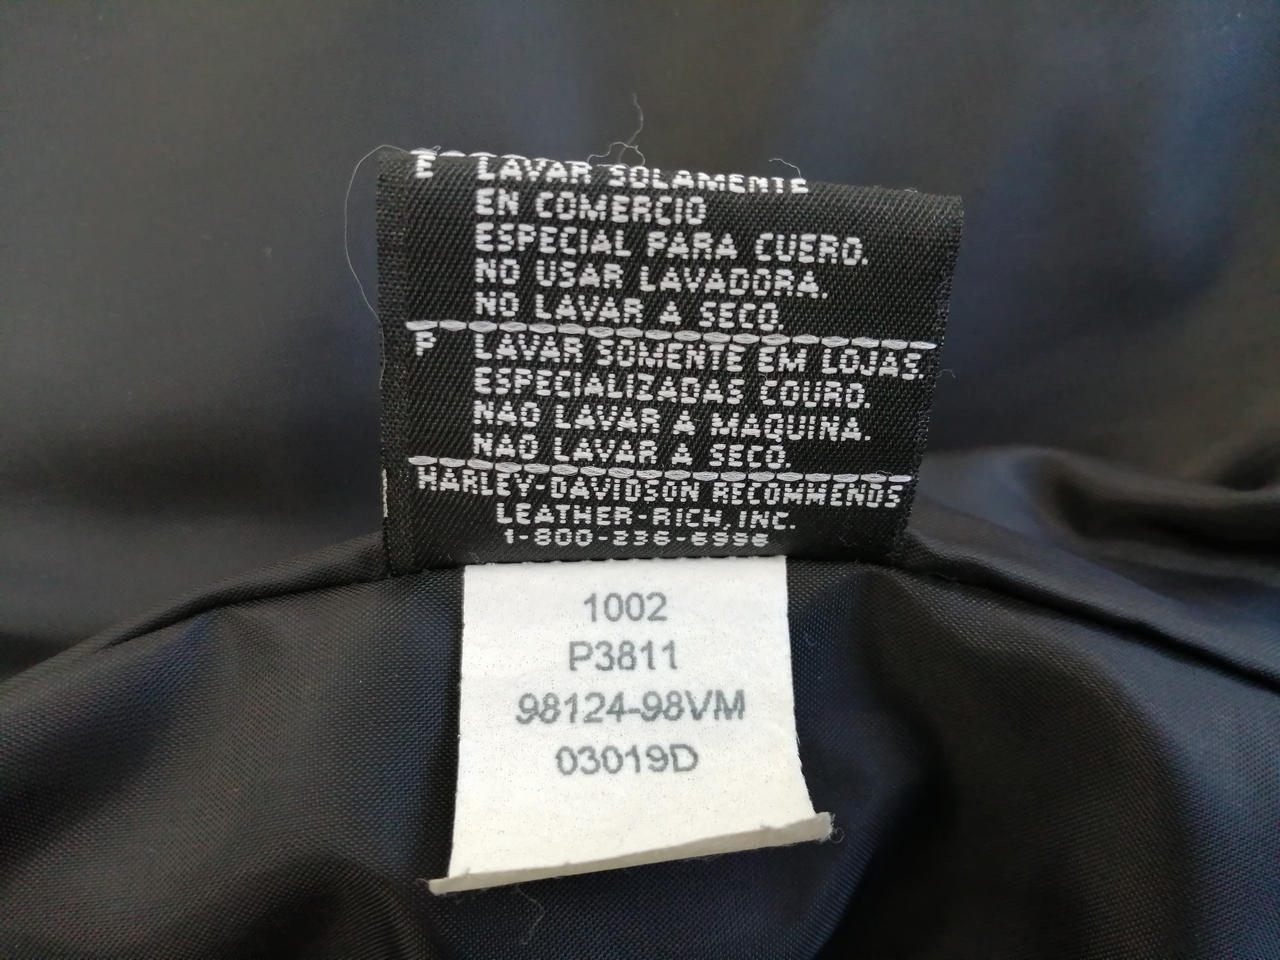 E LAVAR SOLAMENTE
EN COMERCIO
ESPECIAL PARA CUERO.
NO USAR LAVADORA.
NO LAVAR A SECO.
P LAVAR SOMENTE EM LOJAS.
ESPECIALIZADAS COURO.
NAO LAVAR A MAQUINA.
NAO LAVAR A SECO.
HARLEY-DAVIDSON RECOMMENDS
LEATHER-RICH, INC.
1-800-236-6996
1002
P3811
98124-98VM
03019D